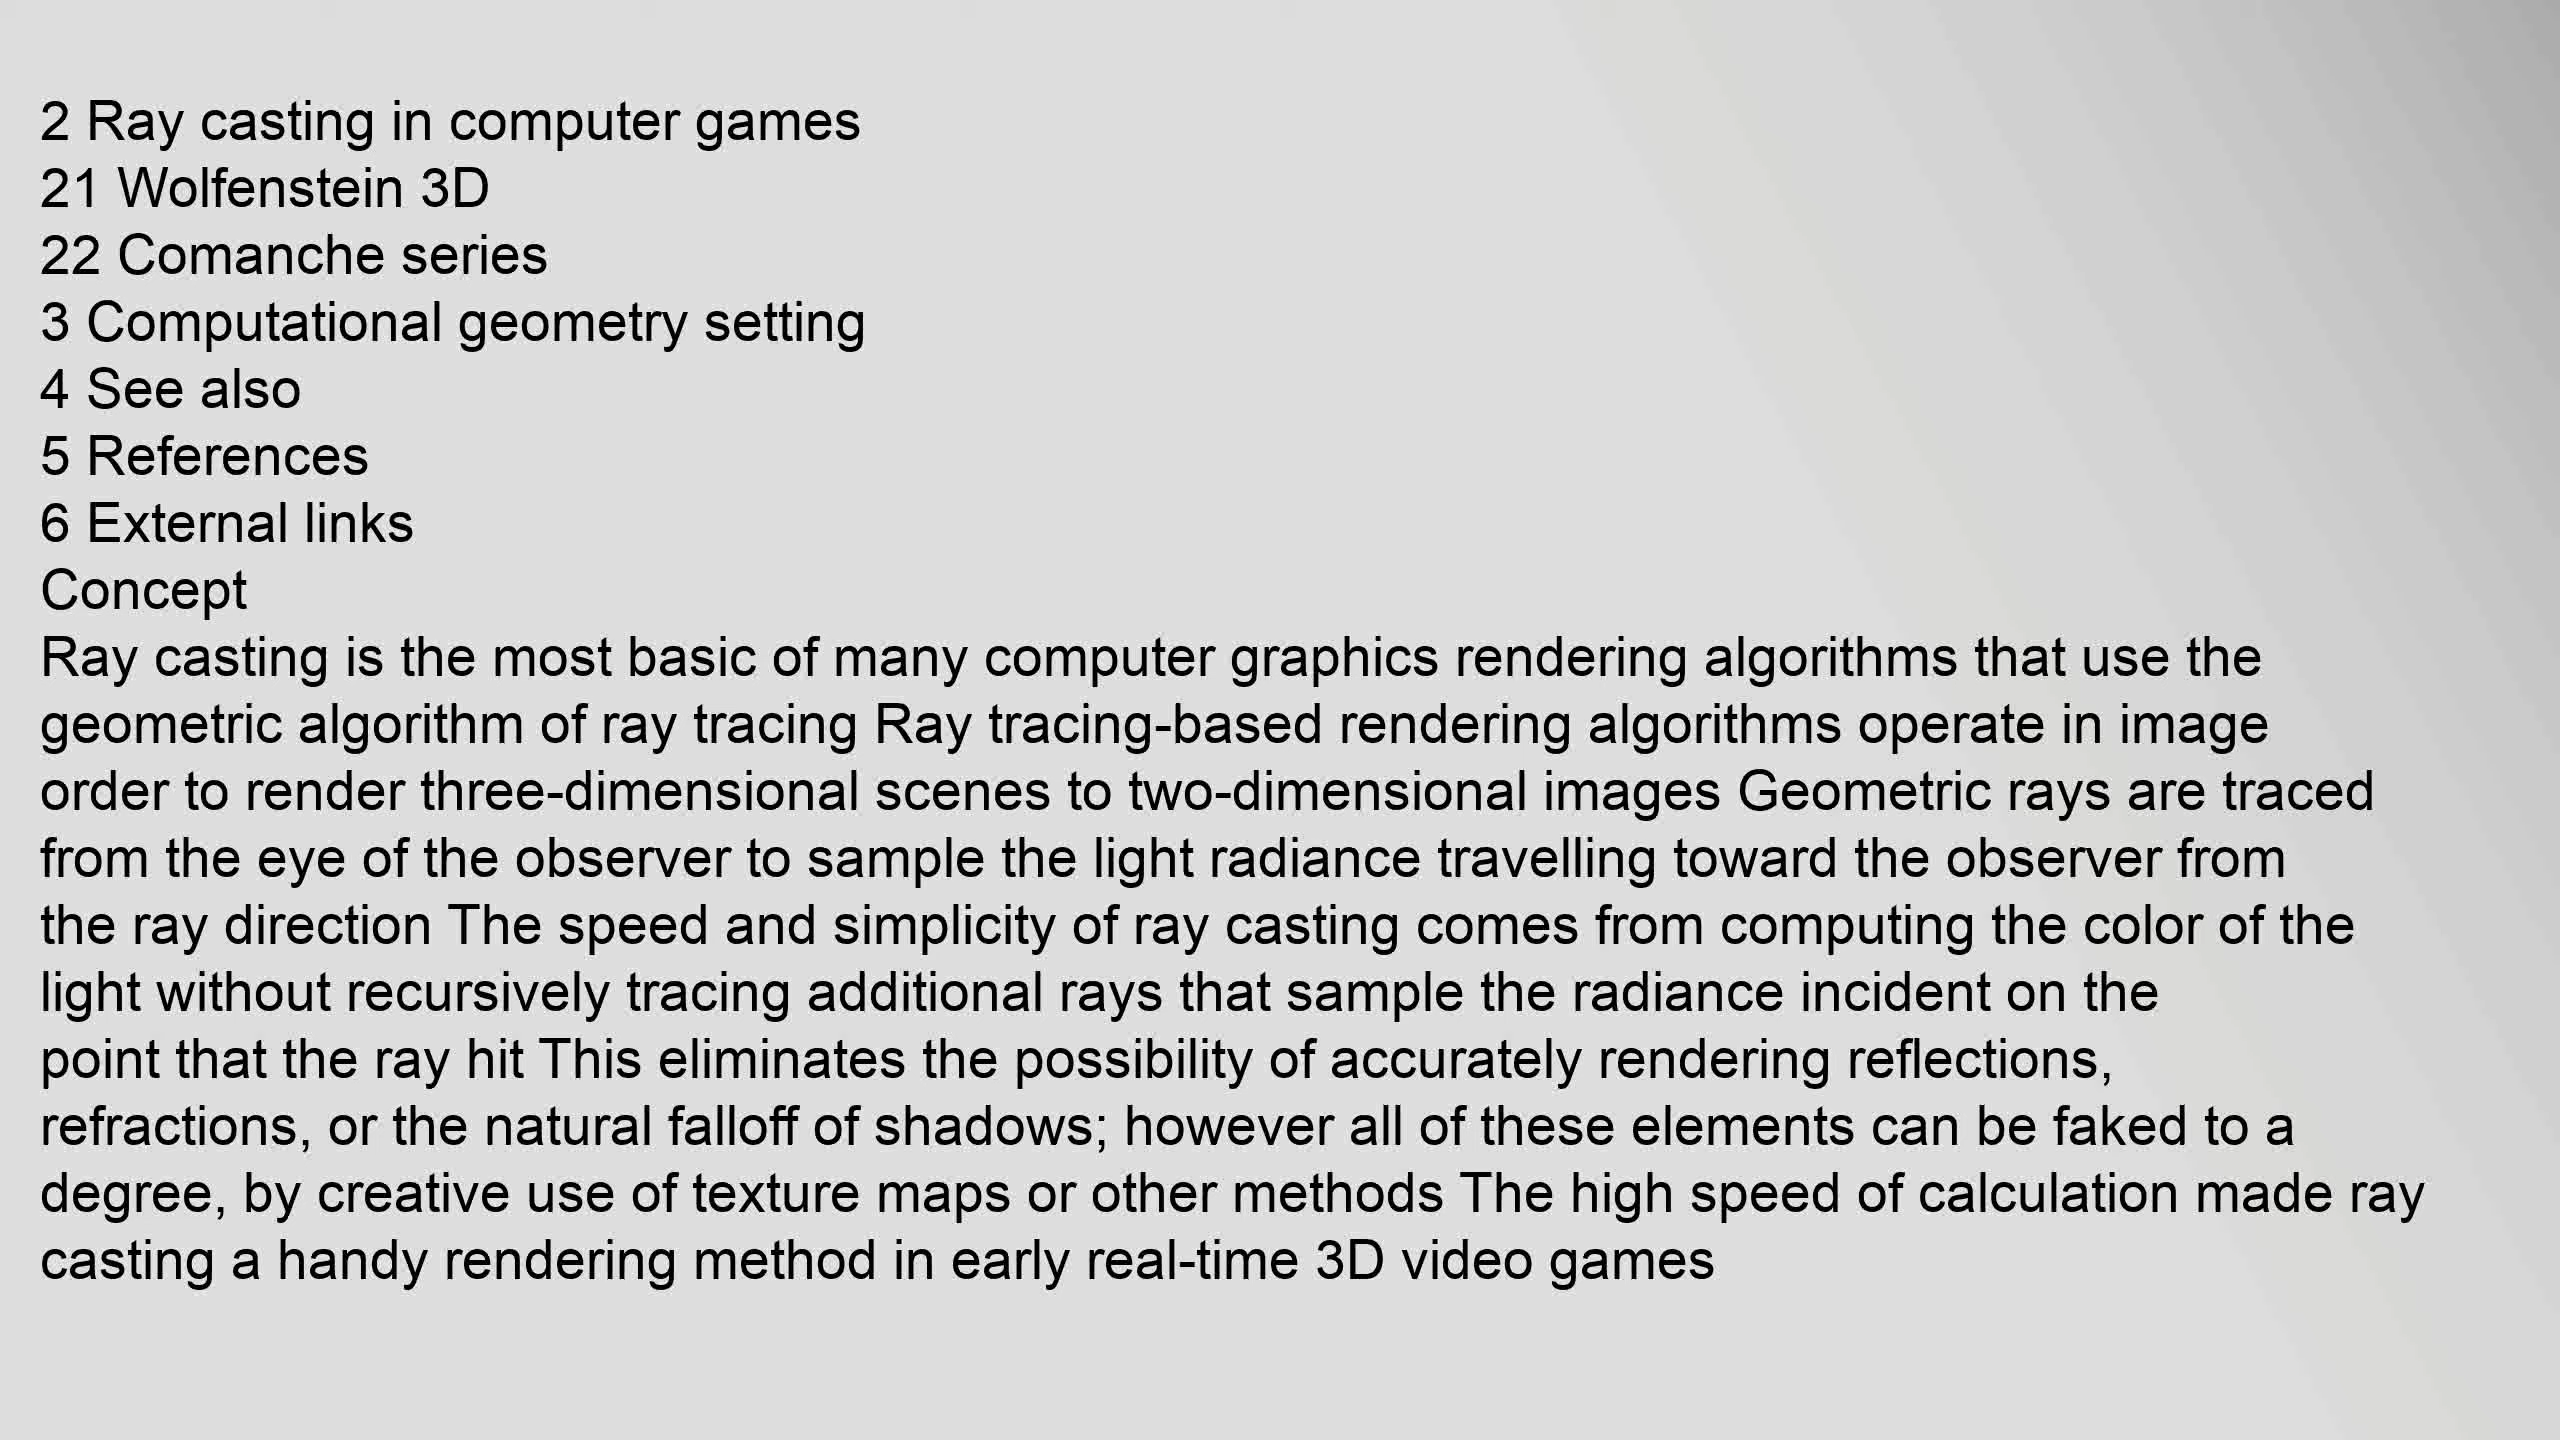 2 Ray casting in computer games
21 Wolfenstein 3D
22 Comanche series
3 Computational geometry setting
4 See also
5 References
6 External links
Concept
Ray casting is the most basic of many computer graphics rendering algorithms that use the
geometric algorithm of ray tracing Ray tracing-based rendering algorithms operate in image
order to render three-dimensional scenes to two-dimensional images Geometric rays are traced
from the eye of the observer to sample the light radiance travelling toward the observer from
the ray direction The speed and simplicity of ray casting comes from computing the color of the
light without recursively tracing additional rays that sample the radiance incident on the
point that the ray hit This eliminates the possibility of accurately rendering reflections,
refractions, or the natural falloff of shadows; however all of these elements can be faked to a
degree, by creative use of texture maps or other methods The high speed of calculation made ray
casting a handy rendering method in early real-time 3D video games